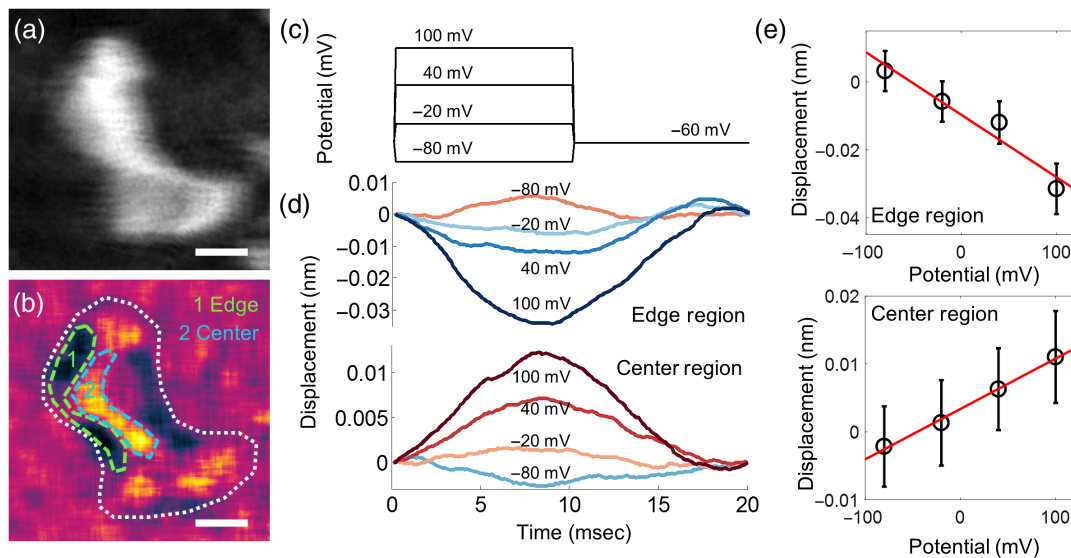 (a)
(b)
1 Edge
2 Center
1
2
(c)
Potential (mV)
100 mV
40 mV
−20 mV
−80 mV
−60 mV
(d)
Displacement (nm)
0.01
0
−0.01
−0.02
−0.03
−80 mV
−20 mV
40 mV
100 mV
Edge region
0.01
0.005
0
Center region
100 mV
40 mV
−20 mV
−80 mV
0 5 10 15 20
Time (msec)
(e)
Displacement (nm)
0
−0.02
−0.04
Edge region
−100 0 100
Potential (mV)
Displacement (nm)
0.02
0.01
0
−0.01
Center region
−100 0 100
Potential (mV)